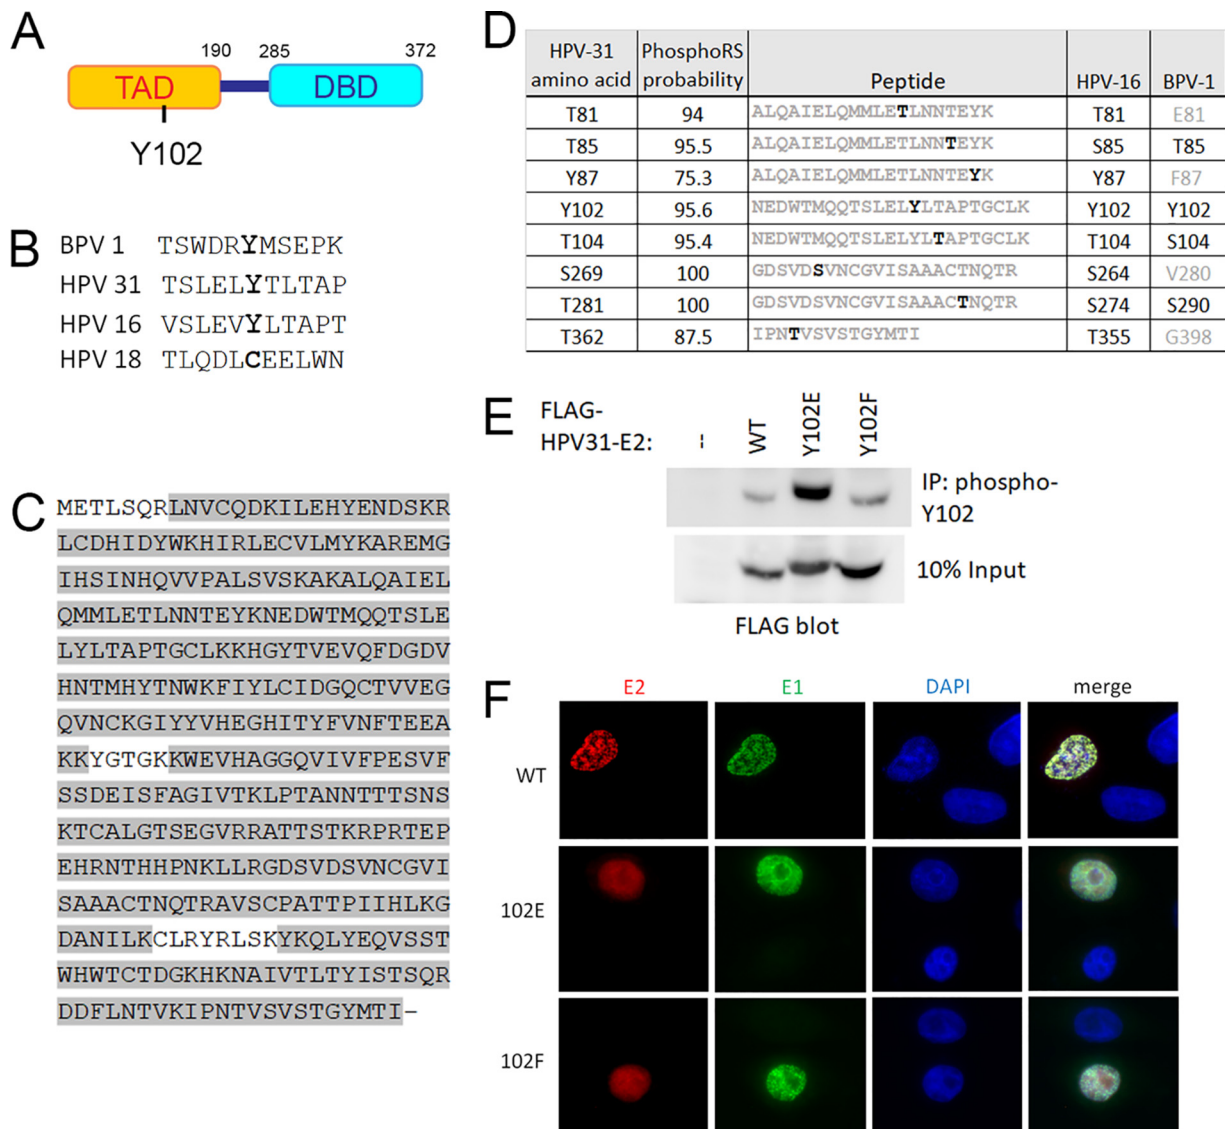 A
190 285 372
TAD DBD
Y102
B
BPV 1 TSWDRYMSEPK
HPV 31 TSLELYTLTAP
HPV 16 VSLEVYLTAPT
HPV 18 TLQDLCEELWN
C
METLSQRLNVCQDKILEHYENDSKR
LCDHIDYWKHIRLECVLMYKAREMG
IHSINHQVVPALSVSKAKALQAIEL
QMMLETLNNTEYKNEDWTMQQTSLE
LYLTAPTGCLKKHGYTVEVQFDGDV
HNTMHYTNWKFIYLCIDGQCTVVEG
QVNCKGIYYVHEGHITYFVNFTEEA
KKYGTGKKWEVHAGGQVIVFPESVF
SSDEISFAGIVTKLPTANNTTTSNS
KTCALGTSEGVRRATTSTKRPRTEP
EHRNTHHPNKLLRGDSVDSVNCGVI
SAAACTNQTRAVSCPATTPIIHLKG
DANILKCLRYRLSKYKQLYEQVSST
WHWTCTDGKHKNAIVTLTYISTSQR
DDFLNTVKIPNTVSVSTGYMTI-
D
HPV-31 amino acid PhosphoRS probability Peptide HPV-16 BPV-1
T81 94 ALQAIELQMMLETLNNTEYK T81 E81
T85 95.5 ALQAIELQMMLETLNNTEYK S85 T85
Y87 75.3 ALQAIELQMMLETLNNTEYK Y87 F87
Y102 95.6 NEDWTMQQTSLELYLTAPTGCLK Y102 Y102
T104 95.4 NEDWTMQQTSLELYLTAPTGCLK T104 S104
S269 100 GDSVDSVNCGVISAAACTNQTR S264 V280
T281 100 GDSVDSVNCGVISAAACTNQTR S274 S290
T362 87.5 IPNTVSVSTGYMTI T355 G398
E
FLAG-
HPV31-E2: - WT Y102E Y102F
IP: phospho-
Y102
10% Input
FLAG blot
F
E2 E1 DAPI merge
WT
102E
102F